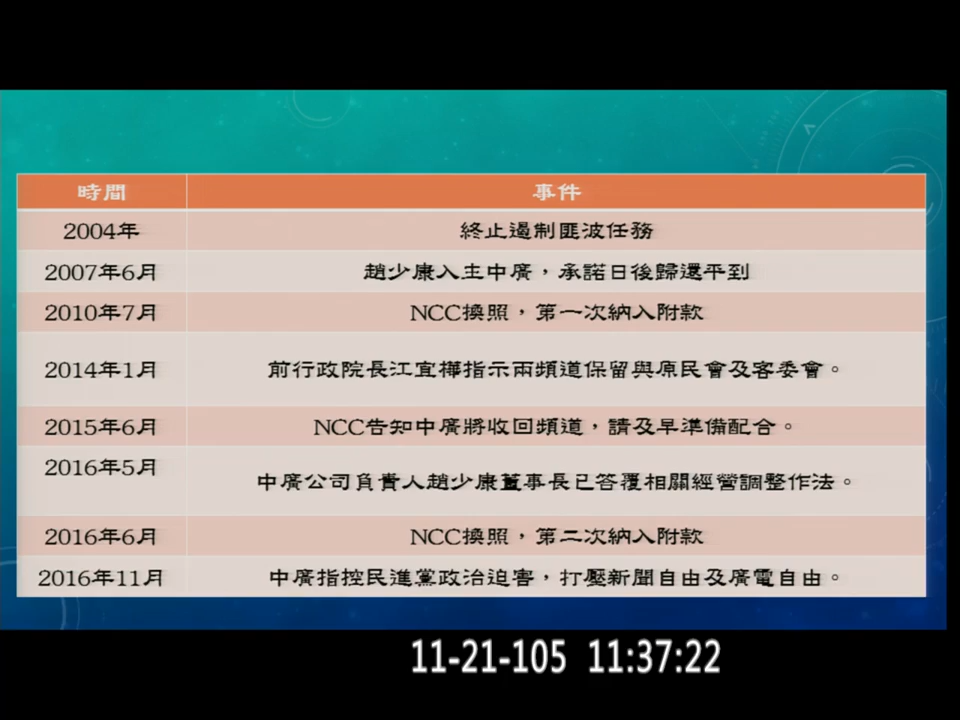 時間 事件
2004年 終止遏制匪波任務
2007年6月 趙少康入主中廣，承諾日後歸還平到
2010年7月 NCC換照，第一次納入附款
2014年1月 前行政院長江宜樺指示兩頻道保留與原民會及客委會。
2015年6月 NCC告知中廣將收回頻道，請及早準備配合。
2016年5月 中廣公司負責人趙少康董事長已答覆相關經營調整作法。
2016年6月 NCC換照，第二次納入附款
2016年11月 中廣指控民進黨政治迫害，打壓新聞自由及廣電自由。
11-21-105 11:37:22